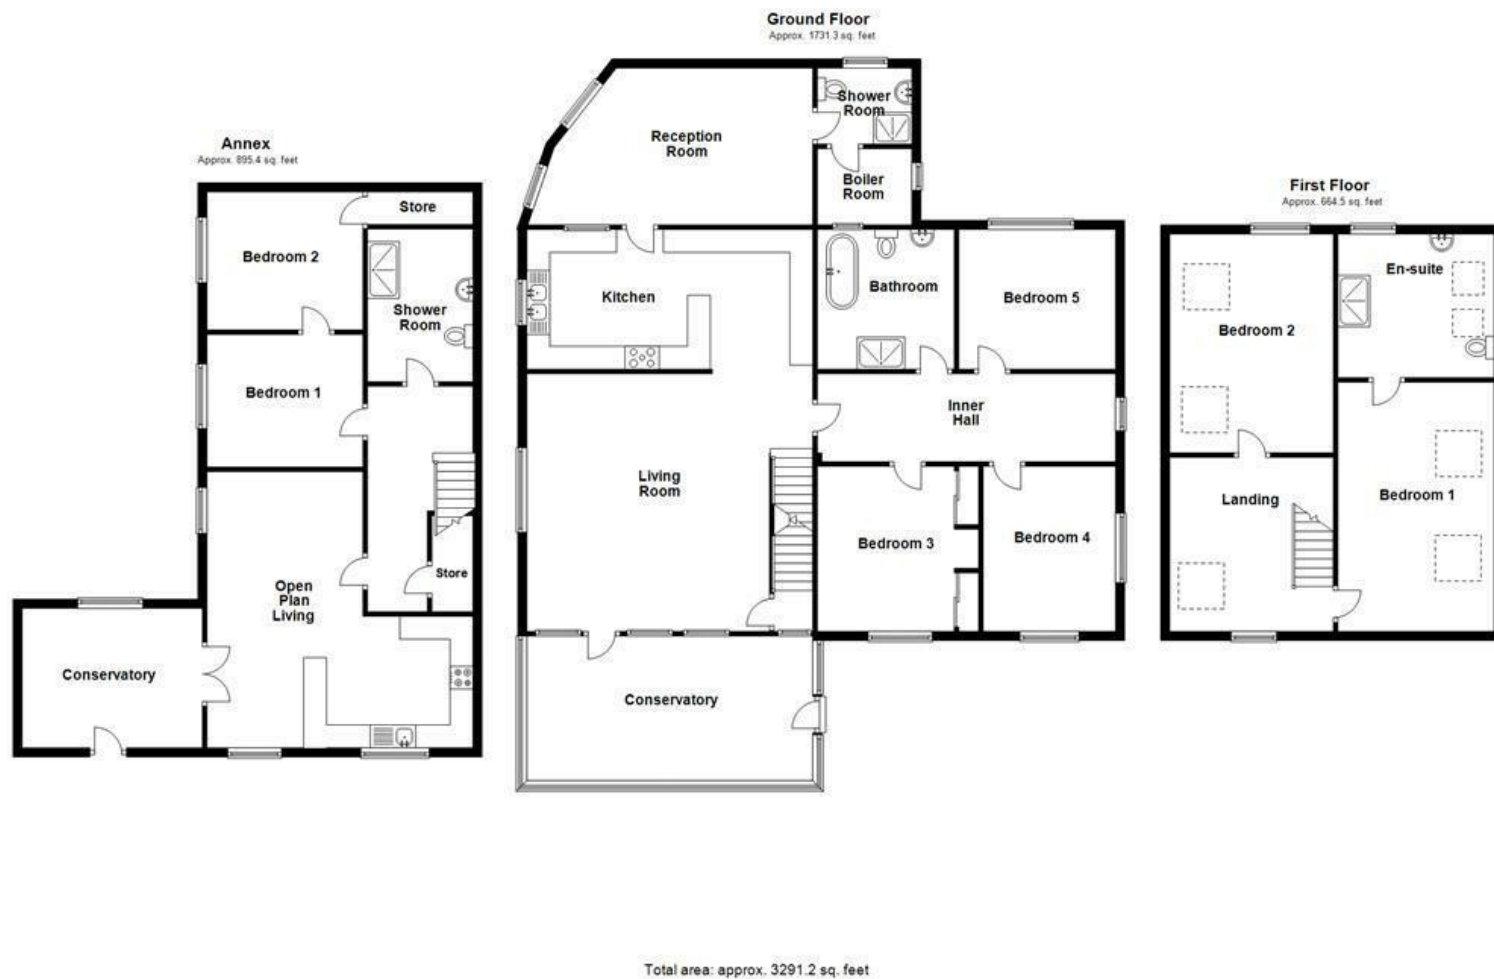 Ground Floor
Approx. 1731.3 sq. feet
Shower
Room
Reception
Room
Boiler
Room
Kitchen
Bathroom
Bedroom 5
Inner
Hall
Living
Room
Bedroom 3
Bedroom 4
Conservatory
Annex
Approx. 895.4 sq. feet
Store
Bedroom 2
Shower
Room
Bedroom 1
Store
Open
Plan
Living
Conservatory
First Floor
Approx. 664.5 sq. feet
En-suite
Bedroom 2
Landing
Bedroom 1
Total area: approx. 3291.2 sq. feet